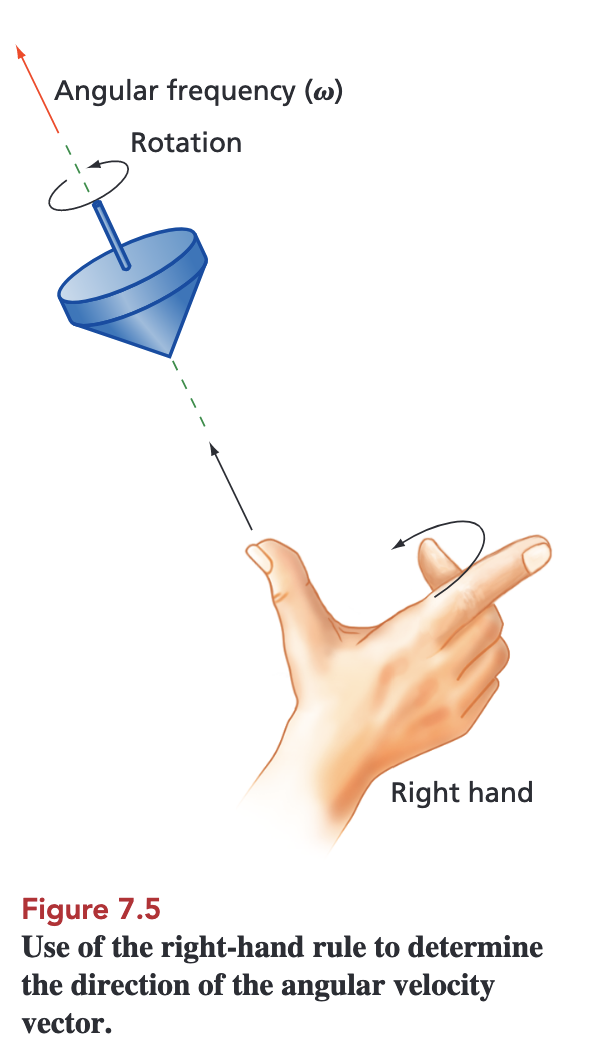 Angular frequency (ω)
Rotation
Right hand
Figure 7.5
Use of the right-hand rule to determine
the direction of the angular velocity
vector.